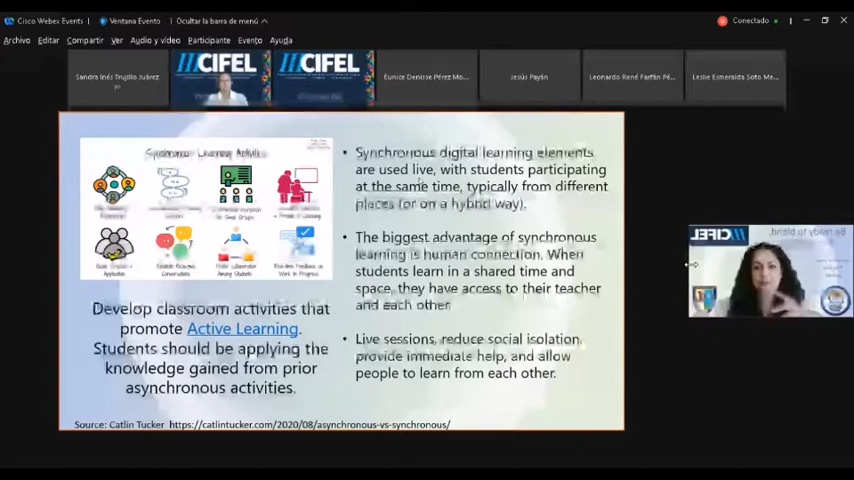 Cisco Webex Events
Ventana Evento
Ocultar la barra de menú
Conectado
Archivo Editar Compartir Ver Audio y video Participante Evento Ayuda
Sandra Inés Trujillo Juárez
yo
CIFEL
CIFEL
Eunice Denisse Pérez Mo...
Jesús Payán
Leonardo René Farfán Pé...
Leslie Esmeralda Soto Me...
Synchronous Learning Activities
Develop classroom activities that
promote Active Learning.
Students should be applying the
knowledge gained from prior
asynchronous activities.
• Synchronous digital learning elements
are used live, with students participating
at the same time, typically from different
places (or on a hybrid way).
• The biggest advantage of synchronous
learning is human connection. When
students learn in a shared time and
space, they have access to their teacher
and each other.
• Live sessions, reduce social isolation,
provide immediate help, and allow
people to learn from each other.
Source: Catlin Tucker https://catlintucker.com/2020/08/asynchronous-vs-synchronous/
CIFEL
Be ready to blend.